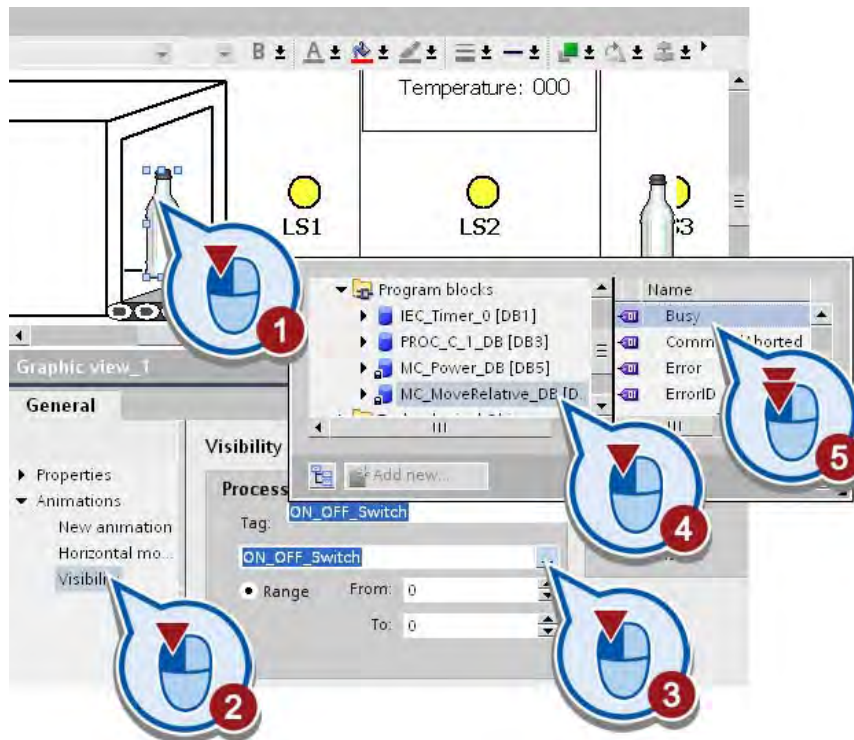 B A
Temperature: 000
LS1 LS2 S3
1
Program blocks
IEC_Timer_0 [DB1]
PROC_C_1_DB [DB3]
MC_Power_DB [DB5]
MC_MoveRelative_DB [D
Name
Busy
Error
ErrorID
5
Add new...
4
Graphic view_1
General
Properties
Animations
New animation
Horizontal mo...
2
Visibility
Process
Tag:
ON_OFF_Switch
ON_OFF_Switch
...
Range From: 0
To: 0
3